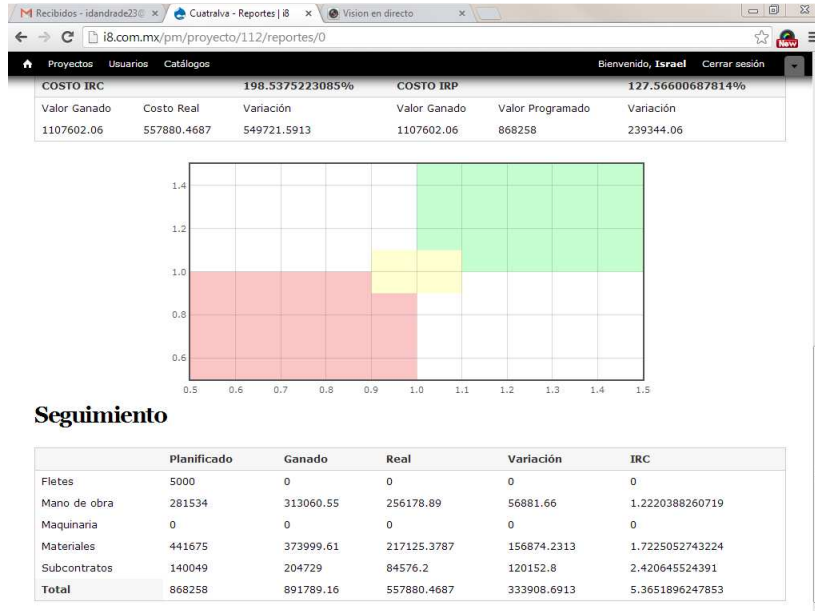 Recibidos - idandrade23@
Cuatralva - Reportes | i8
Vision en directo
i8.com.mx/pm/proyecto/112/reportes/0
New
Proyectos Usuarios Catálogos Bienvenido, Israel Cerrar sesión
COSTO IRC 198.5375223085% COSTO IRP 127.56600687814%
Valor Ganado Costo Real Variación Valor Ganado Valor Programado Variación
1107602.06 557880.4687 549721.5913 1107602.06 868258 239344.06
1.4
1.2
1.0
0.8
0.6
0.5 0.6 0.7 0.8 0.9 1.0 1.1 1.2 1.3 1.4 1.5
Seguimiento
Planificado Ganado Real Variación IRC
Fletes 5000 0 0 0 0
Mano de obra 281534 313060.55 256178.89 56881.66 1.2220388260719
Maquinaria 0 0 0 0 0
Materiales 441675 373999.61 217125.3787 156874.2313 1.7225052743224
Subcontratos 140049 204729 84576.2 120152.8 2.420645524391
Total 868258 891789.16 557880.4687 333908.6913 5.3651896247853